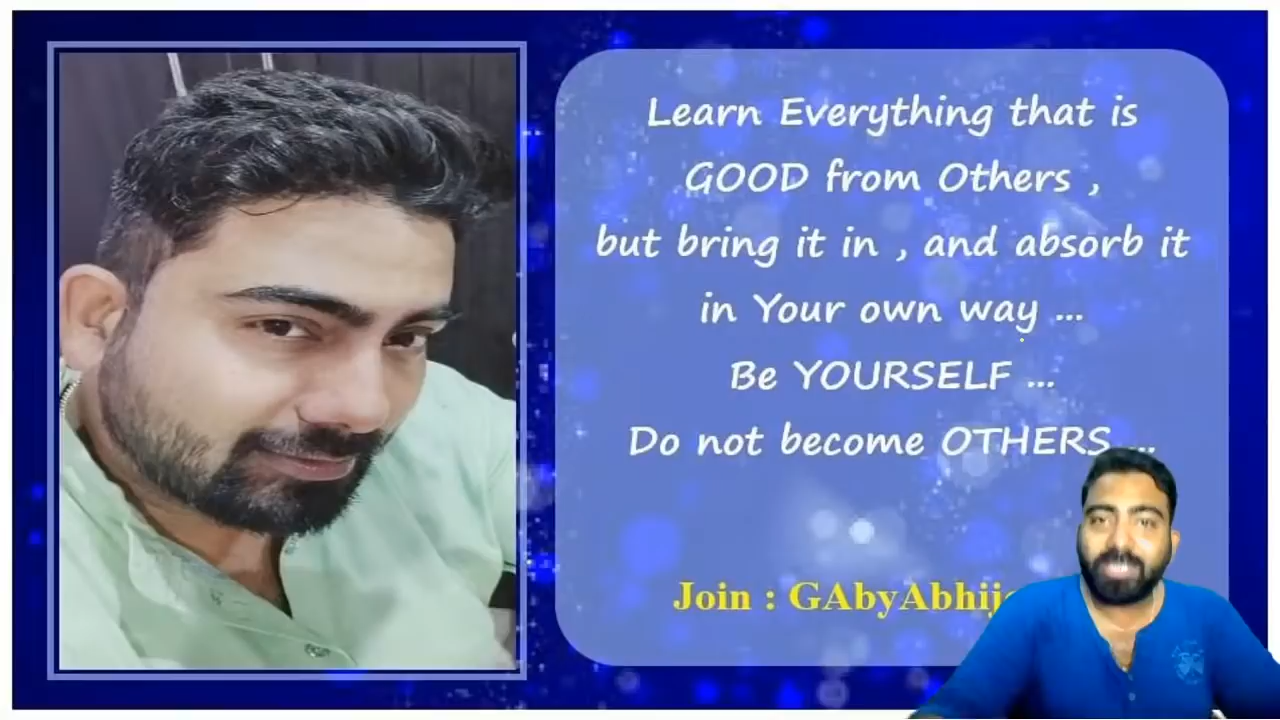 Learn Everything that is
GOOD from Others ,
but bring it in , and absorb it
in Your own way ...
Be YOURSELF ...
Do not become OTHERS ...
Join :